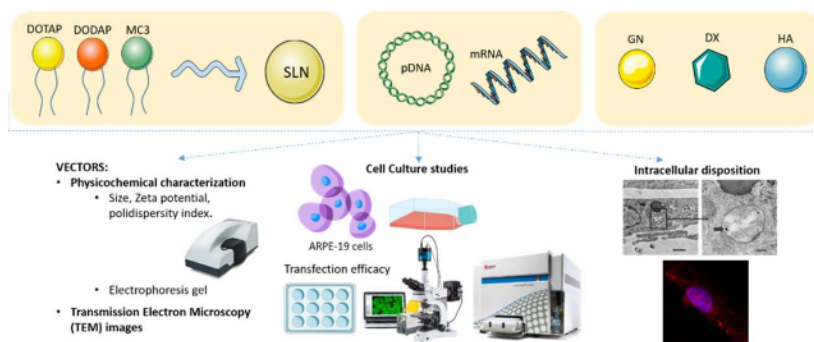 DOTAP
DODAP
MC3
SLN
pDNA
mRNA
GN
DX
HA
VECTORS:
• Physicochemical characterization
• Size, Zeta potential,
polidispersity index.
• Electrophoresis gel
• Transmission Electron Microscopy
(TEM) images
Cell Culture studies
ARPE-19 cells
Transfection efficacy
Intracellular disposition